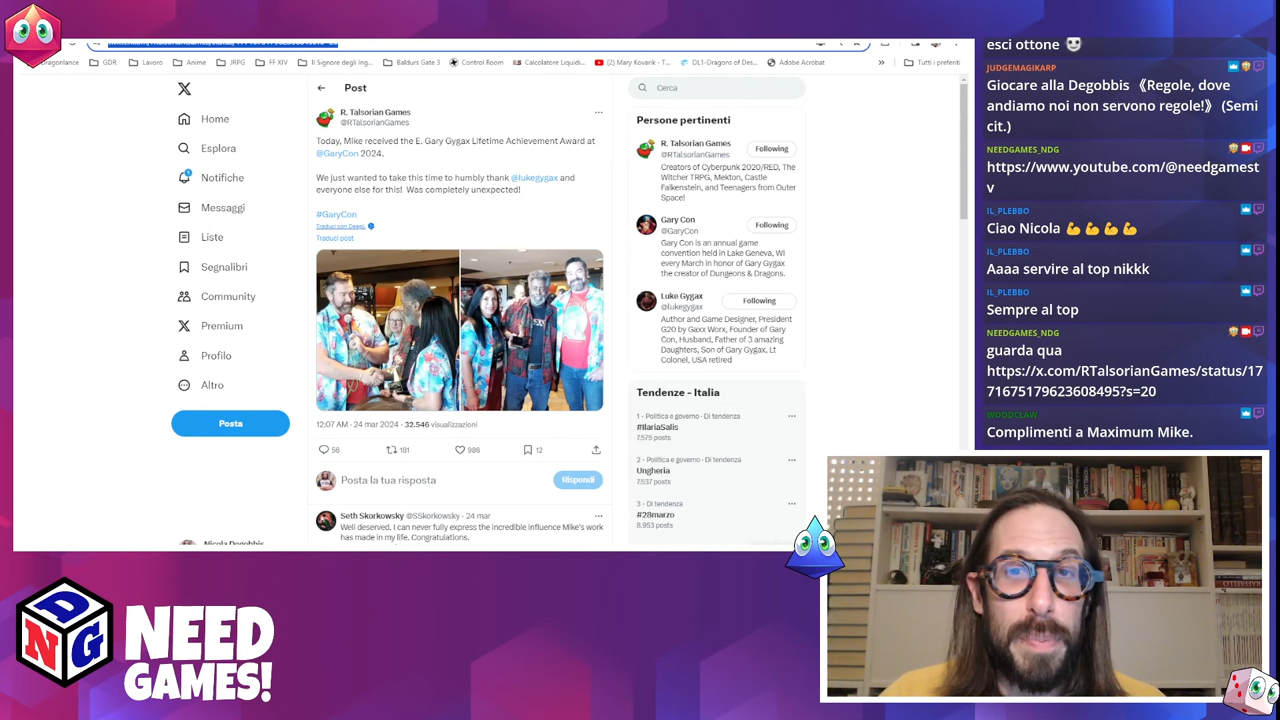 Dragonlance
GDR
Lavoro
Anime
JRPG
FF XIV
Il Signore degli Ing...
Baldurs Gate 3
Control Room
Calcolatore Liquidi...
(2) Mary Kovarik - Th...
DL1-Dragons of Des...
Adobe Acrobat
»
Tutti i preferiti
Home
Esplora
1
Notifiche
Messaggi
Liste
Segnalibri
Community
Premium
Profilo
Altro
Posta
Post
R. Talsorian Games
@RTalsorianGames
Today, Mike received the E. Gary Gygax Lifetime Achievement Award at
@GaryCon 2024.
We just wanted to take this time to humbly thank @lukegygax and
everyone else for this! Was completely unexpected!
#GaryCon
Traduci con DeepL
Traduci post
12:07 AM · 24 mar 2024 · 32.546 visualizzazioni
56
181
986
12
Posta la tua risposta
Rispondi
Seth Skorkowsky @SSkorkowsky · 24 mar
Well deserved. I can never fully express the incredible influence Mike's work
has made in my life. Congratulations.
Cerca
Persone pertinenti
R. Talsorian Games
@RTalsorianGames
Following
Creators of Cyberpunk 2020/RED, The
Witcher TRPG, Mekton, Castle
Falkenstein, and Teenagers from Outer
Space!
Gary Con
@GaryCon
Following
Gary Con is an annual game
convention held in Lake Geneva, WI
every March in honor of Gary Gygax
the creator of Dungeons & Dragons.
Luke Gygax
@lukegygax
Following
Author and Game Designer, President
G20 by Gaxx Worx, Founder of Gary
Con, Husband, Father of 3 amazing
Daughters, Son of Gary Gygax, Lt
Colonel, USA retired
Tendenze - Italia
1 · Politica e governo · Di tendenza
#IlariaSalis
7.575 posts
2 · Politica e governo · Di tendenza
Ungheria
7.537 posts
3 · Di tendenza
#28marzo
8.953 posts
esci ottone
JUDGEMAGIKARP
Giocare alla Degobbis 《Regole, dove
andiamo noi non servono regole!》 (Semi
cit.)
NEEDGAMES_NDG
https://www.youtube.com/@needgamest
v
IL_PLEBBO
Ciao Nicola 💪💪💪💪
IL_PLEBBO
Aaaa servire al top nikkk
IL_PLEBBO
Sempre al top
NEEDGAMES_NDG
guarda qua
https://x.com/RTalsorianGames/status/17
71675179623608495?s=20
WOODCLAW
Complimenti a Maximum Mike.
D
N
G
NEED
GAMES!